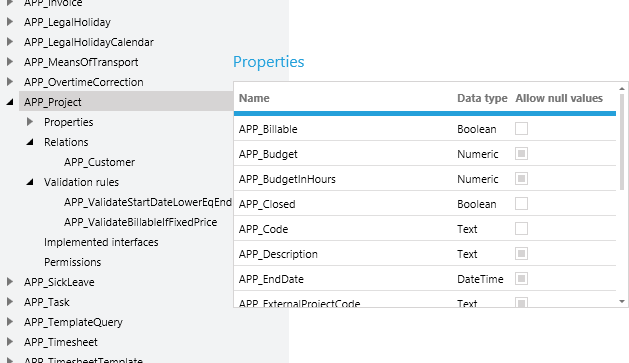 APP_Invoice
APP_LegalHoliday
APP_LegalHolidayCalendar
APP_MeansOfTransport
APP_OvertimeCorrection
APP_Project
Properties
Relations
APP_Customer
Validation rules
APP_ValidateStartDateLowerEqEnd
APP_ValidateBillableIfFixedPrice
Implemented interfaces
Permissions
APP_SickLeave
APP_Task
APP_TemplateQuery
APP_Timesheet
APP_TimesheetTemplate
Properties
Name Data type Allow null values
APP_Billable Boolean
APP_Budget Numeric
APP_BudgetInHours Numeric
APP_Closed Boolean
APP_Code Text
APP_Description Text
APP_EndDate DateTime
APP_ExternalProjectCode Text